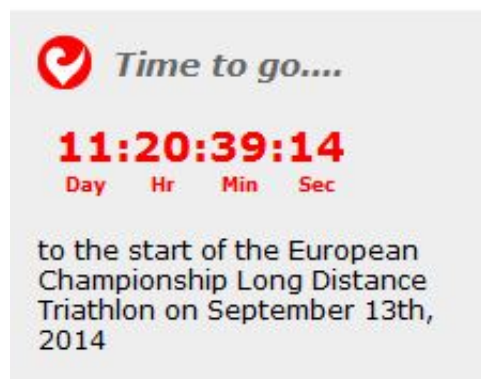 Time to go....
11:20:39:14
Day Hr Min Sec
to the start of the European
Championship Long Distance
Triathlon on September 13th,
2014